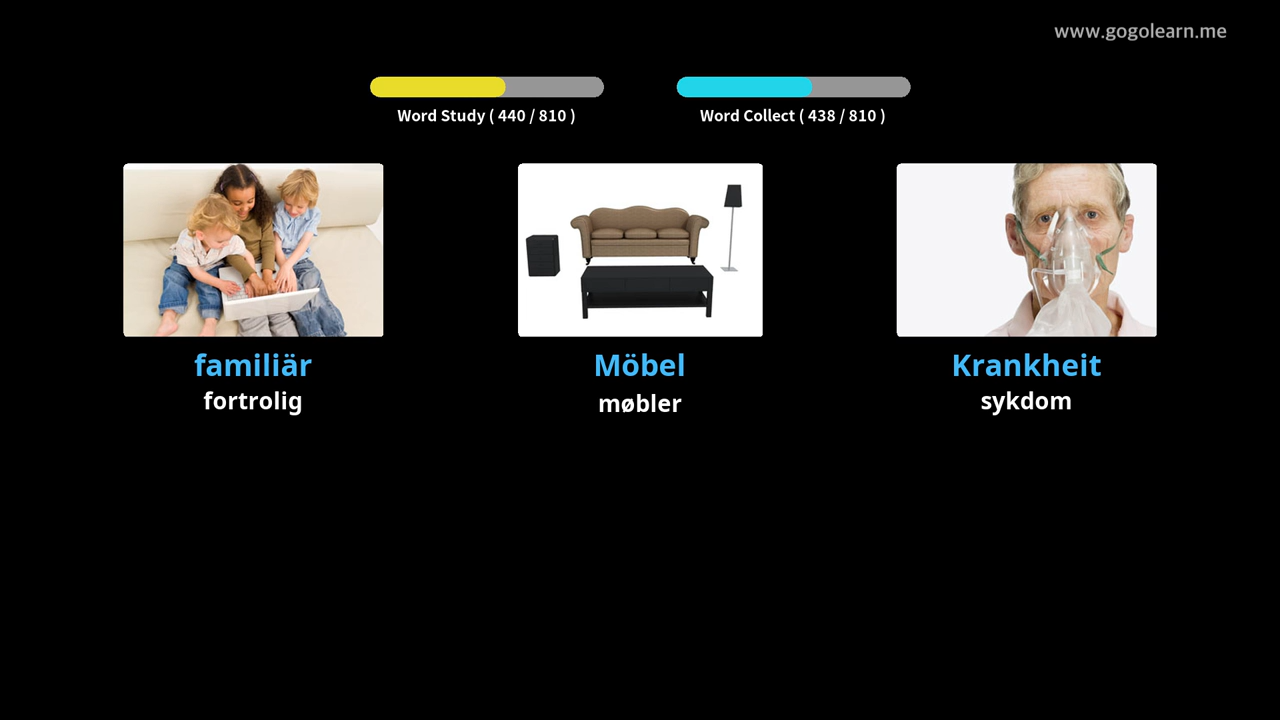 www.gogolearn.me
Word Study ( 440 / 810 )
Word Collect ( 438 / 810 )
familiär
fortrolig
Möbel
møbler
Krankheit
sykdom